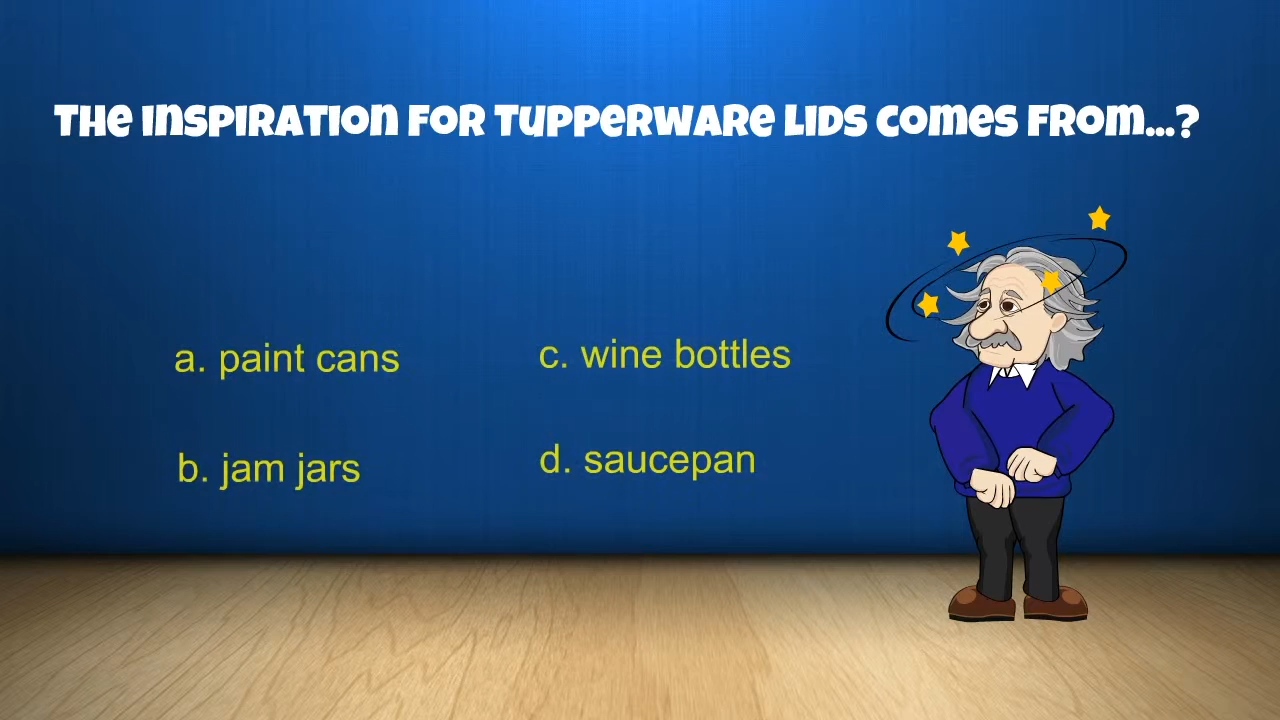 The inspiration for Tupperware lids comes from...?
a. paint cans
c. wine bottles
b. jam jars
d. saucepan